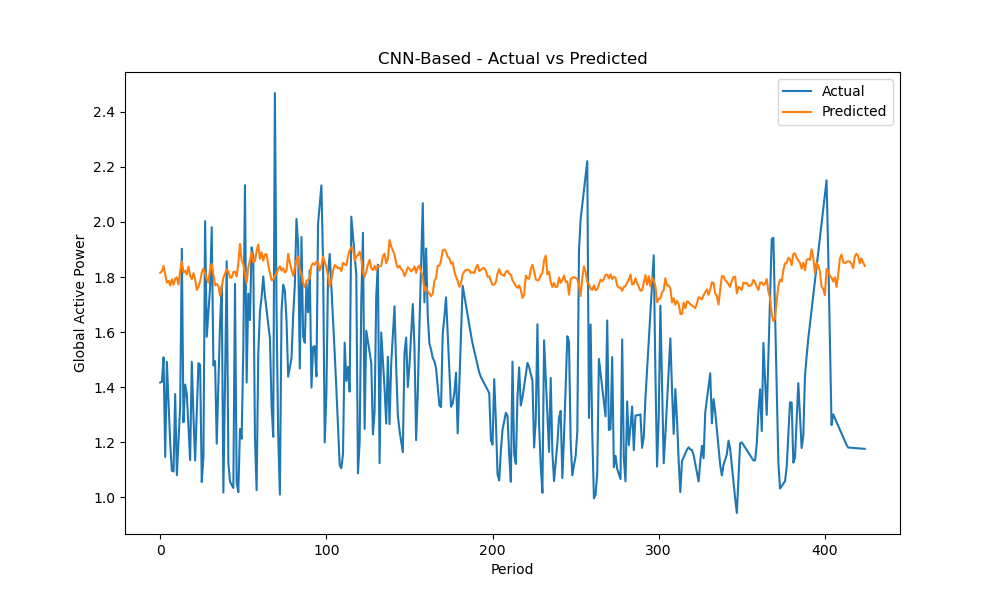 CNN-Based - Actual vs Predicted
Actual
Predicted
Global Active Power
2.4
2.2
2.0
1.8
1.6
1.4
1.2
1.0
0 100 200 300 400
Period